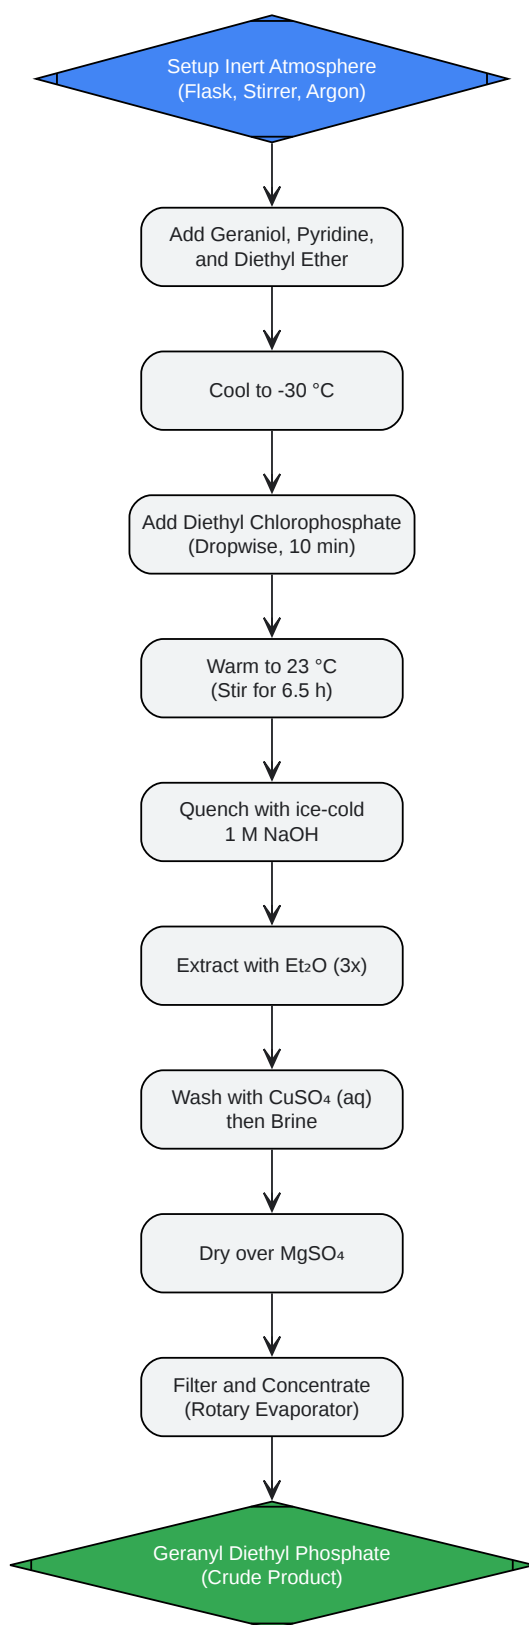 Setup Inert Atmosphere
(Flask, Stirrer, Argon)
Add Geraniol, Pyridine,
and Diethyl Ether
Cool to -30 °C
Add Diethyl Chlorophosphate
(Dropwise, 10 min)
Warm to 23 °C
(Stir for 6.5 h)
Quench with ice-cold
1 M NaOH
Extract with Et₂O (3x)
Wash with CuSO₄ (aq)
then Brine
Dry over MgSO₄
Filter and Concentrate
(Rotary Evaporator)
Geranyl Diethyl Phosphate
(Crude Product)